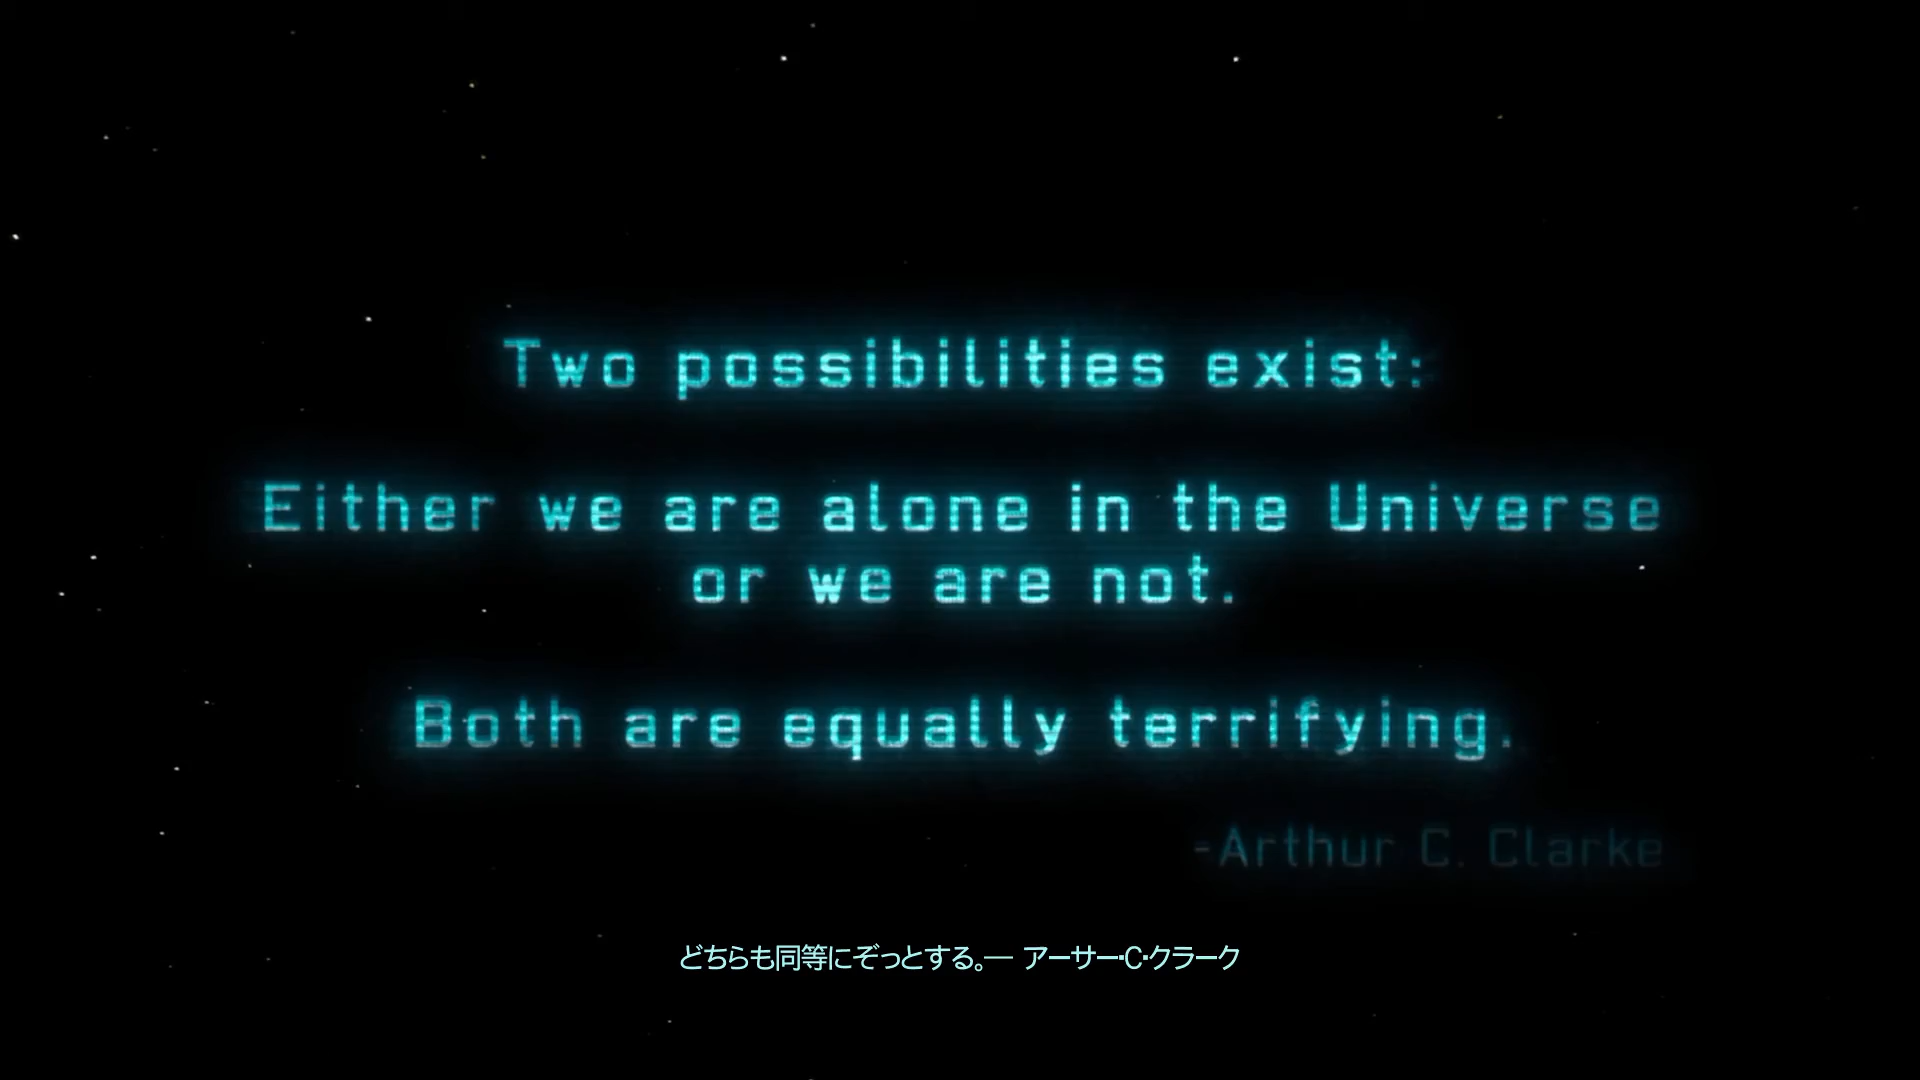 Two possibilities exist:
Either we are alone in the Universe
or we are not.
Both are equally terrifying.
-Arthur C. Clarke
どちらも同等にぞっとする。— アーサー・C・クラーク